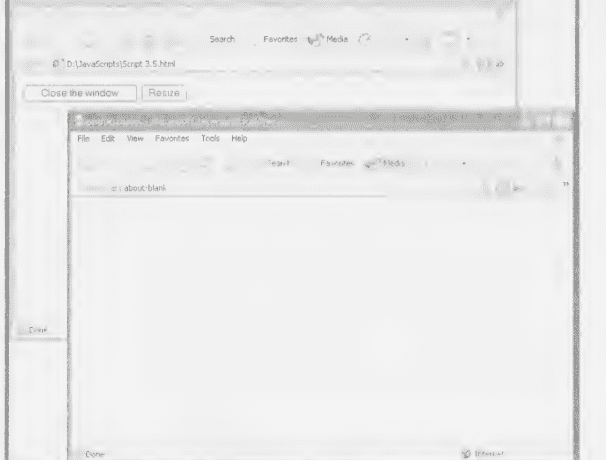 Search Favorites Media
D:\JavaScripts\Script 3.5.html
Close the window Resize
File Edit View Favorites Tools Help
Search Favorites Media
about:blank
Done
Done Internet